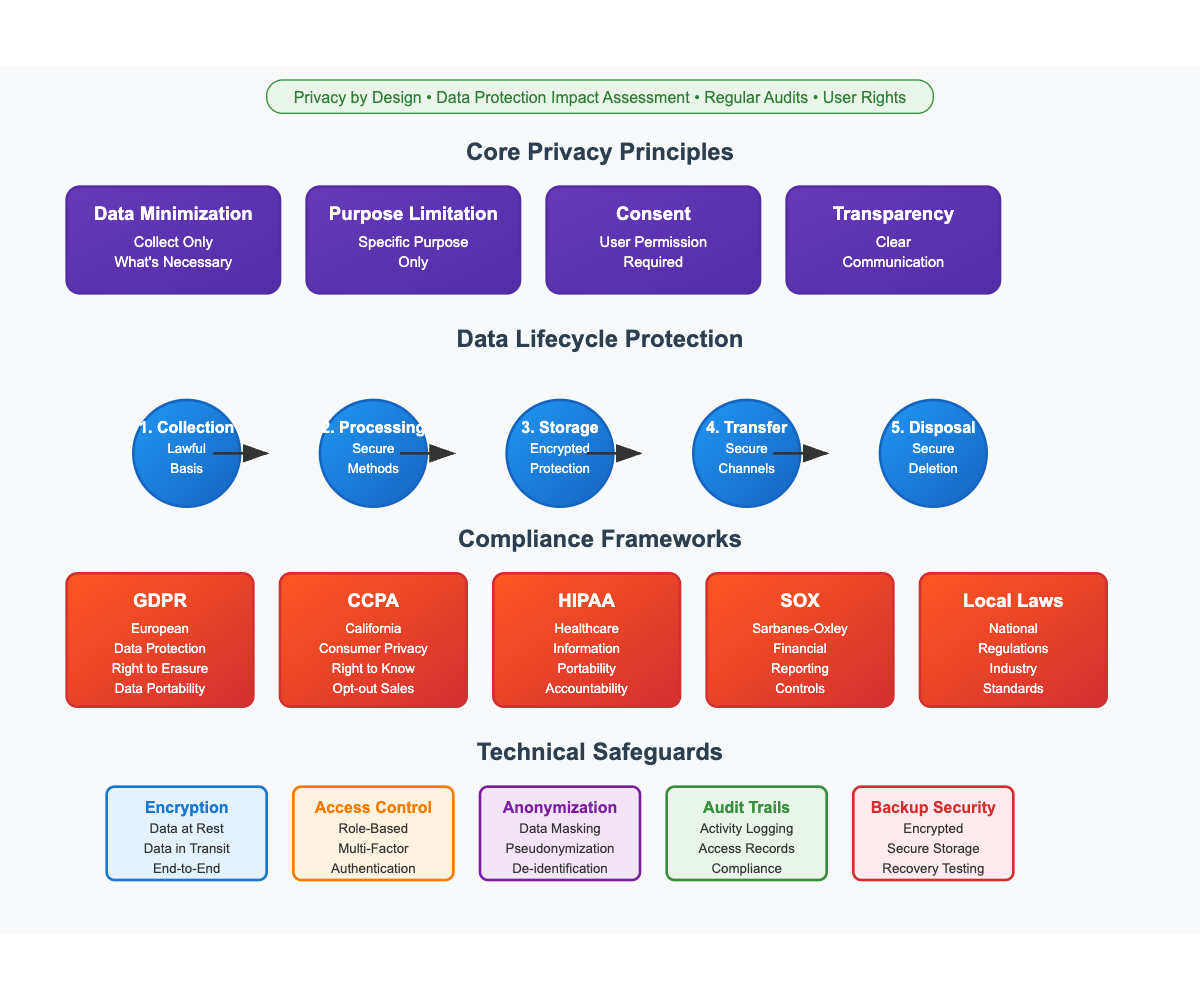 Privacy by Design • Data Protection Impact Assessment • Regular Audits • User Rights
Core Privacy Principles
Data Minimization
Collect Only
What's Necessary
Purpose Limitation
Specific Purpose
Only
Consent
User Permission
Required
Transparency
Clear
Communication
Data Lifecycle Protection
1. Collection
Lawful
Basis
2. Processing
Secure
Methods
3. Storage
Encrypted
Protection
4. Transfer
Secure
Channels
5. Disposal
Secure
Deletion
Compliance Frameworks
GDPR
European
Data Protection
Right to Erasure
Data Portability
CCPA
California
Consumer Privacy
Right to Know
Opt-out Sales
HIPAA
Healthcare
Information
Portability
Accountability
SOX
Sarbanes-Oxley
Financial
Reporting
Controls
Local Laws
National
Regulations
Industry
Standards
Technical Safeguards
Encryption
Data at Rest
Data in Transit
End-to-End
Access Control
Role-Based
Multi-Factor
Authentication
Anonymization
Data Masking
Pseudonymization
De-identification
Audit Trails
Activity Logging
Access Records
Compliance
Backup Security
Encrypted
Secure Storage
Recovery Testing